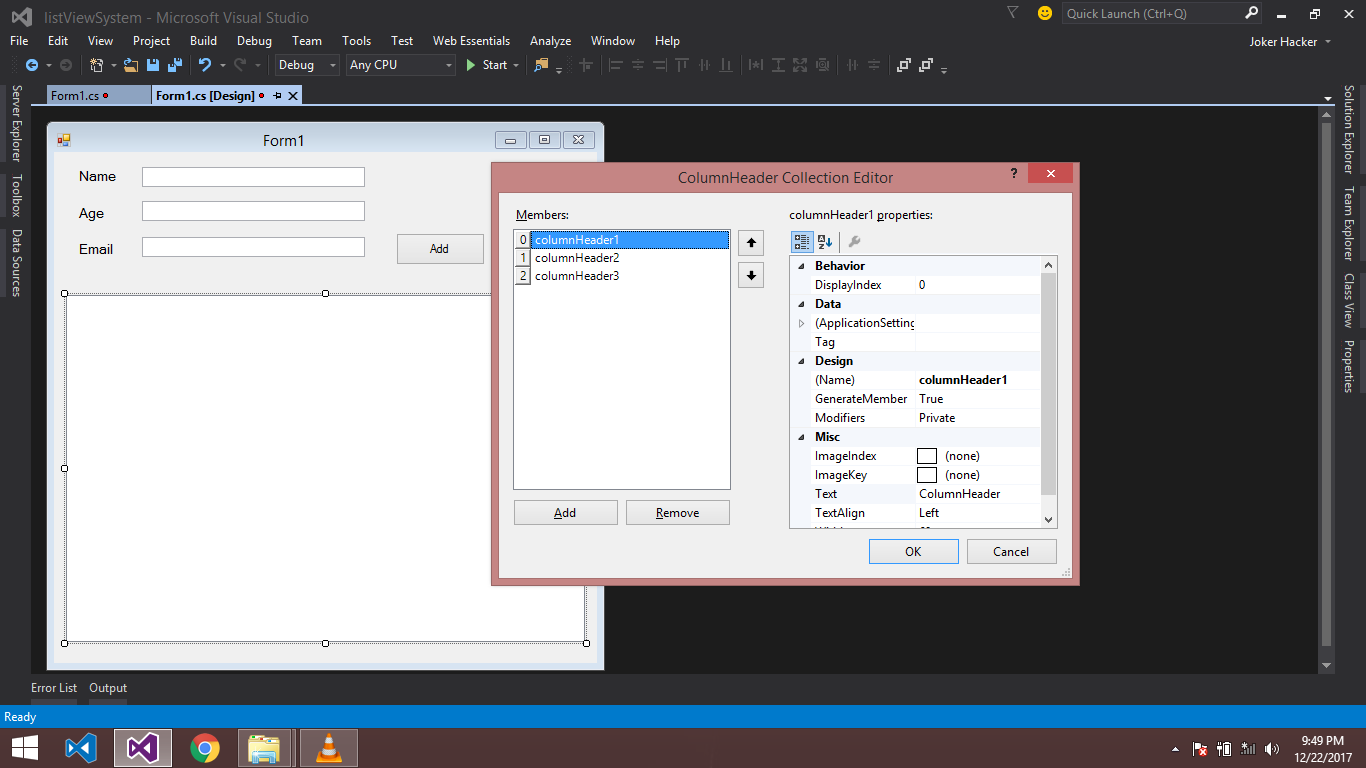 listViewSystem - Microsoft Visual Studio
Quick Launch (Ctrl+Q)
File Edit View Project Build Debug Team Tools Test Web Essentials Analyze Window Help
Joker Hacker
Debug Any CPU Start
Form1.cs
Form1.cs [Design]
Server Explorer
Toolbox
Data Sources
Solution Explorer
Team Explorer
Class View
Properties
Form1
Name
Age
Email
Add
ColumnHeader Collection Editor
?
Members:
0 columnHeader1
1 columnHeader2
2 columnHeader3
Add Remove
columnHeader1 properties:
Behavior
DisplayIndex 0
Data
(ApplicationSetting
Tag
Design
(Name) columnHeader1
GenerateMember True
Modifiers Private
Misc
ImageIndex (none)
ImageKey (none)
Text ColumnHeader
TextAlign Left
OK Cancel
Error List Output
Ready
9:49 PM
12/22/2017